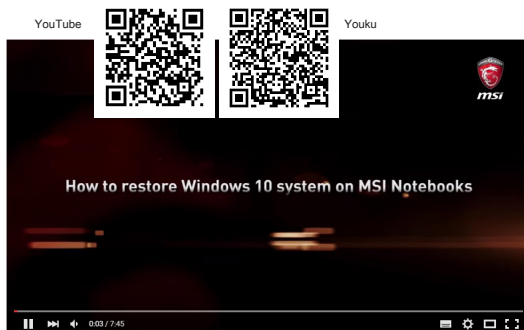 YouTube
Youku
msi
How to restore Windows 10 system on MSI Notebooks
0:03 / 7:45